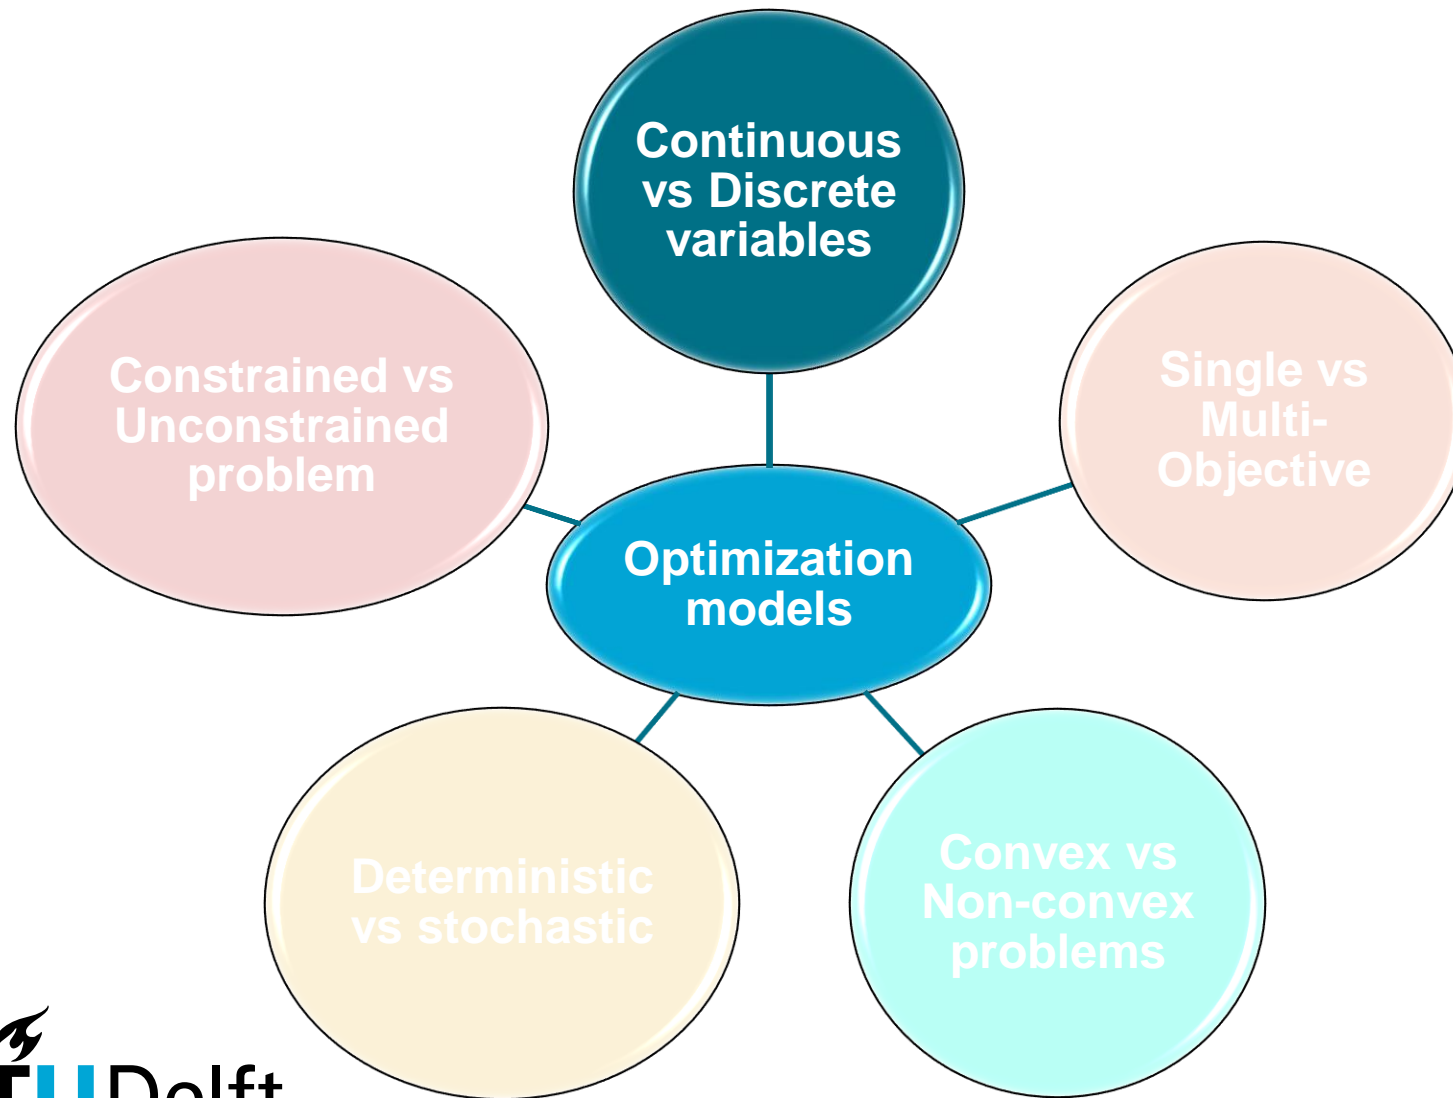 Continuous
vs Discrete
variables
Constrained vs
Unconstrained
problem
Single vs
Multi-
Objective
Optimization
models
Deterministic
vs stochastic
Convex vs
Non-convex
problems
TUDelft